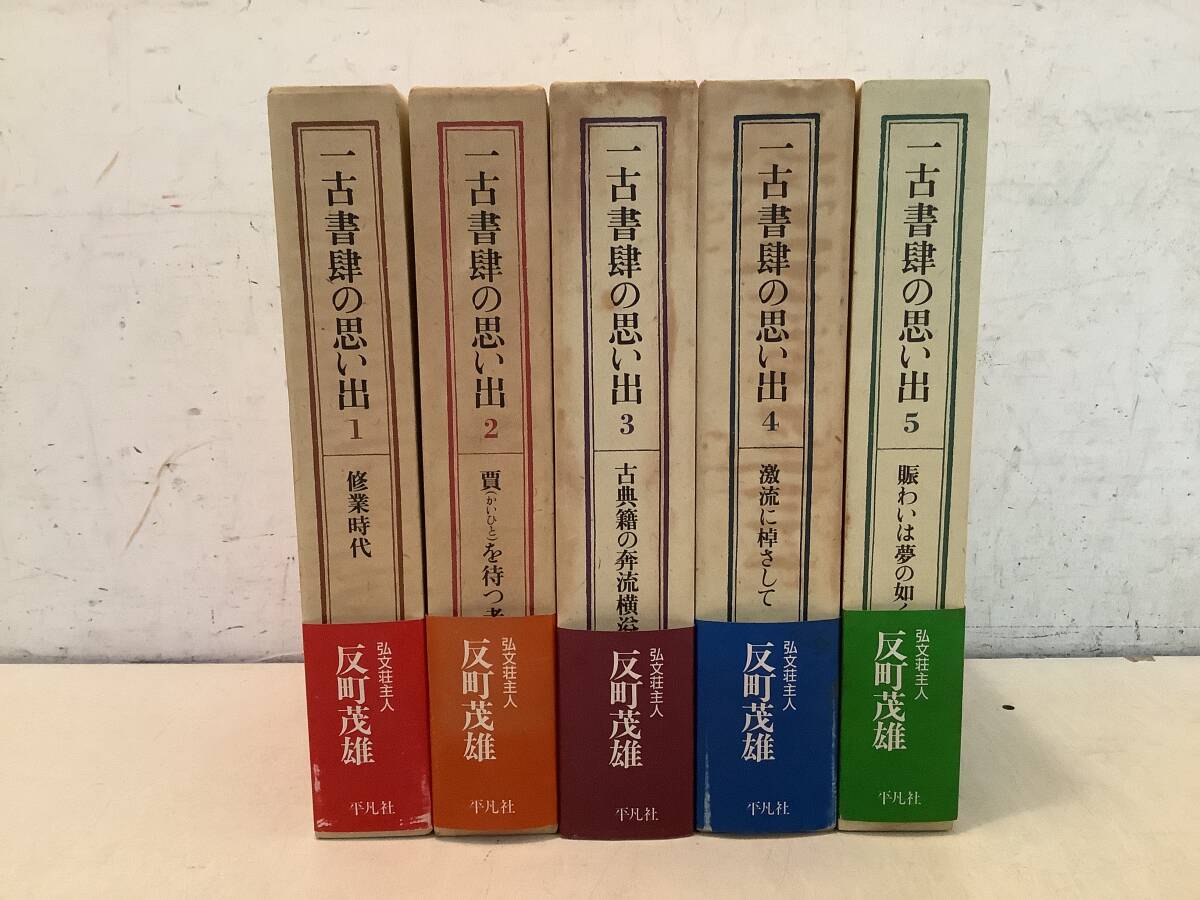 一古書肆の思い出 1
修業時代
弘文荘主人
反町茂雄
平凡社
一古書肆の思い出 2
賈(かいひと)を待つ者
弘文荘主人
反町茂雄
平凡社
一古書肆の思い出 3
古典籍の奔流横溢
弘文荘主人
反町茂雄
平凡社
一古書肆の思い出 4
激流に棹さして
弘文荘主人
反町茂雄
平凡社
一古書肆の思い出 5
賑わいは夢の如く
弘文荘主人
反町茂雄
平凡社